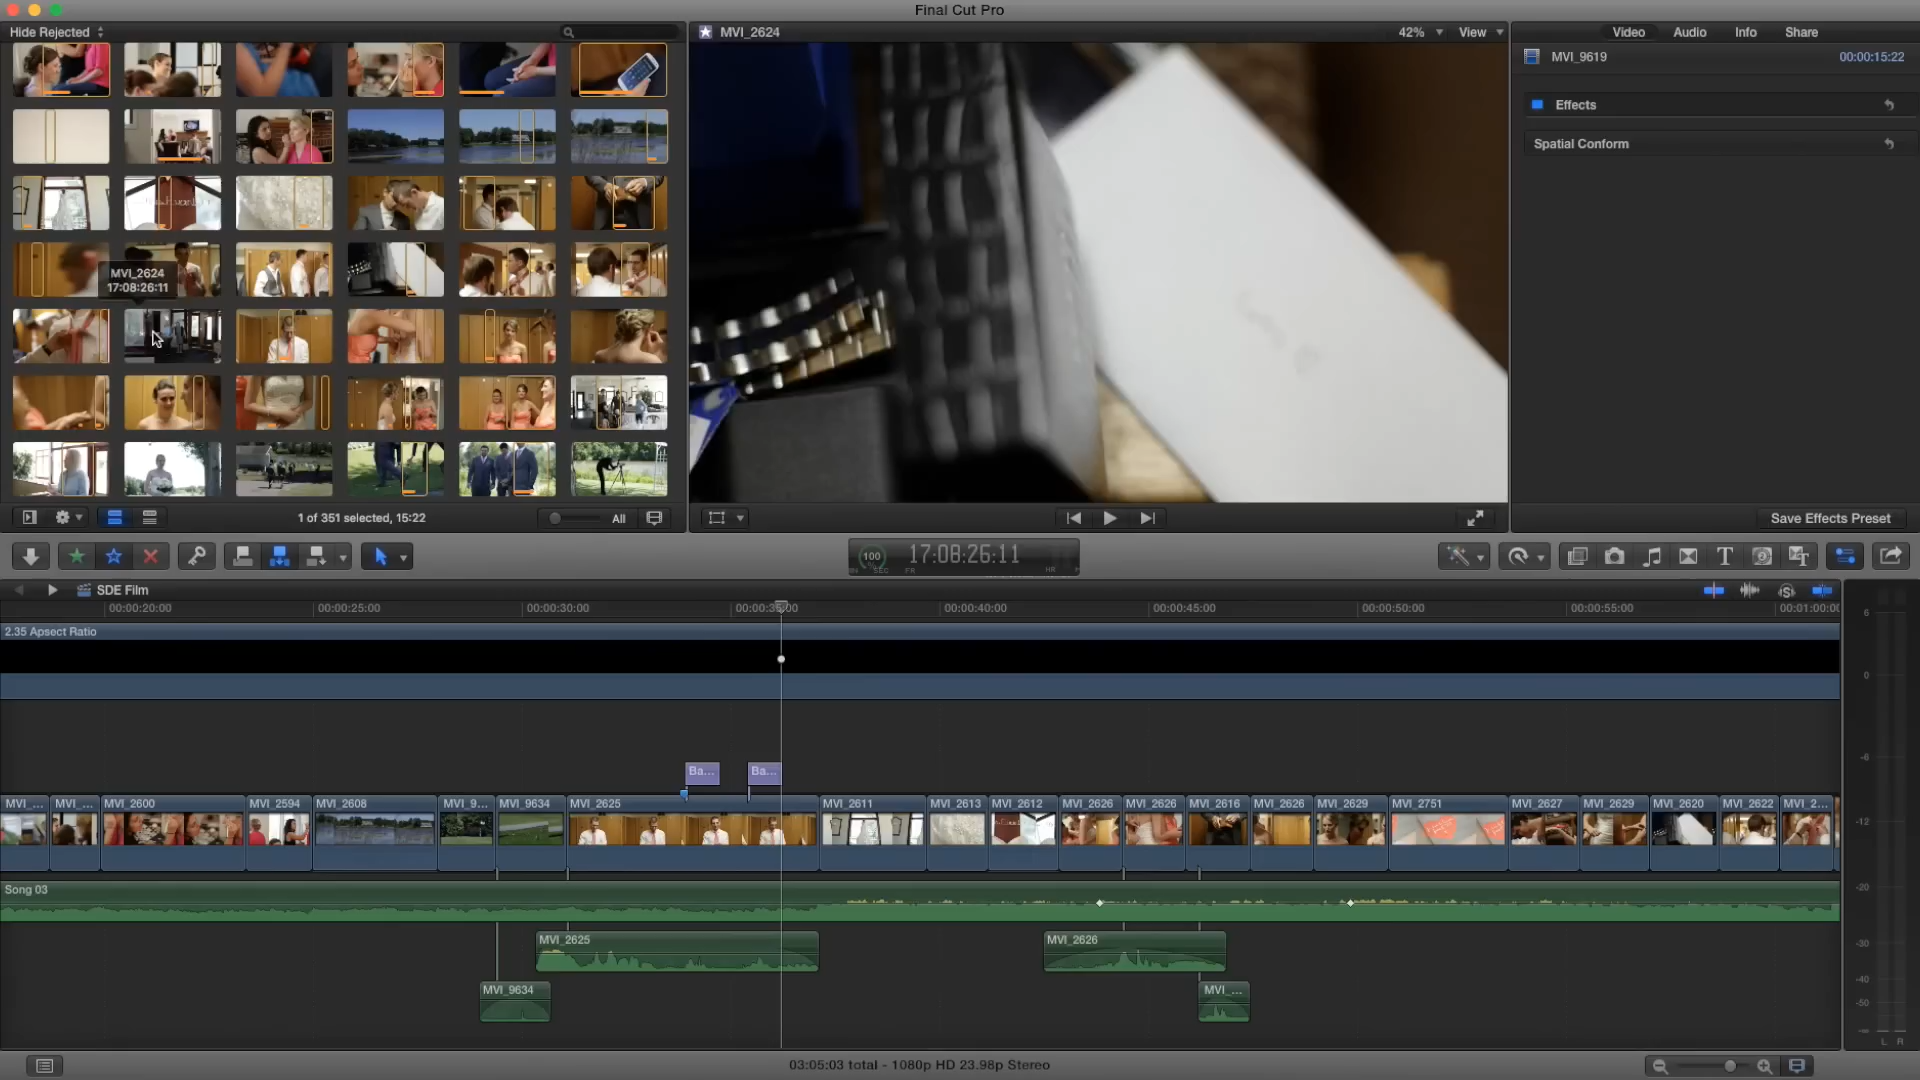 Final Cut Pro
Hide Rejected
MVI_2624
42%
View
Video
Audio
Info
Share
MVI_9619
00:00:15:22
Effects
Spatial Conform
MVI_2624
17:08:26:11
1 of 351 selected, 15:22
All
Save Effects Preset
100
17:08:26:11
SDE Film
00:00:20:00
00:00:25:00
00:00:30:00
00:00:35:00
00:00:40:00
00:00:45:00
00:00:50:00
00:00:55:00
00:01:00:00
2.35 Apsect Ratio
Ba...
Ba...
MVI_...
MVI_...
MVI_2600
MVI_2594
MVI_2608
MVI_9...
MVI_9634
MVI_2625
MVI_2611
MVI_2613
MVI_2612
MVI_2626
MVI_2626
MVI_2616
MVI_2626
MVI_2629
MVI_2751
MVI_2627
MVI_2629
MVI_2620
MVI_2622
MVI_2...
Song 03
MVI_2625
MVI_2626
MVI_9634
MVI_...
6
0
-6
-12
-20
-30
-40
-50
-∞
L R
03:05:03 total - 1080p HD 23.98p Stereo